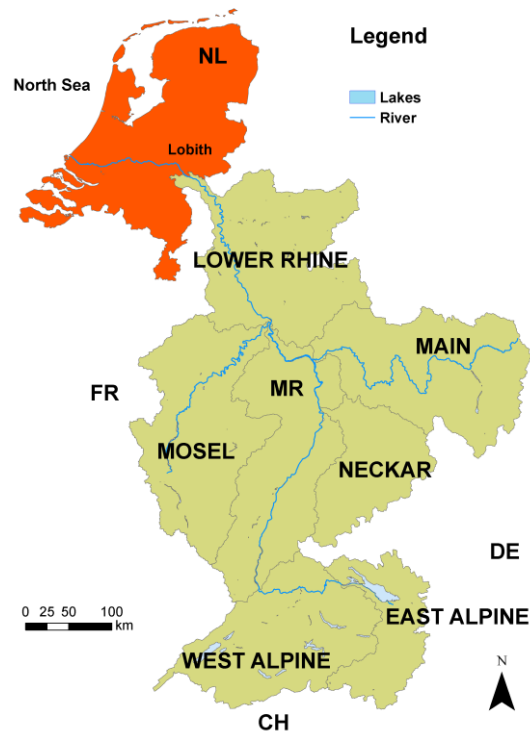 NL
Legend
North Sea
Lakes
River
Lobith
LOWER RHINE
MAIN
FR
MR
MOSEL
NECKAR
DE
0 25 50 100
km
EAST ALPINE
WEST ALPINE
N
CH